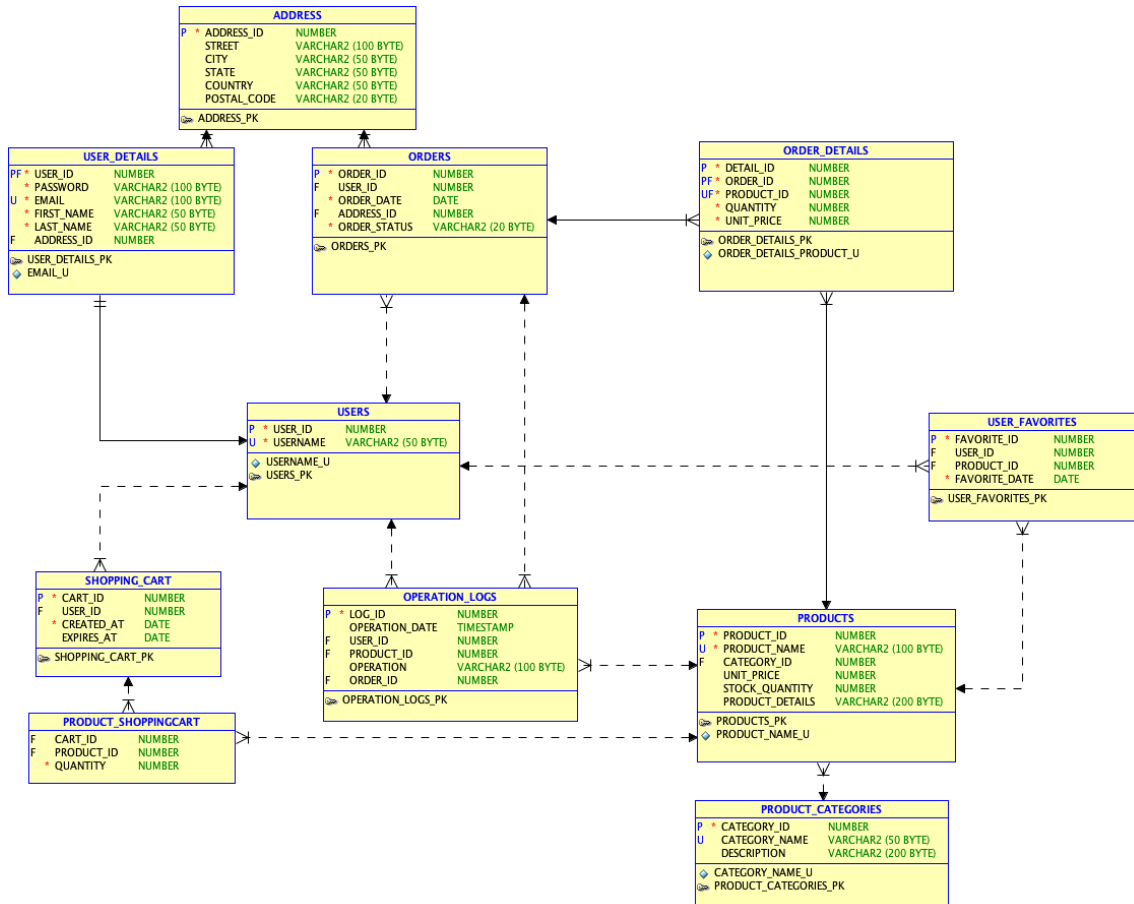 ADDRESS
P * ADDRESS_ID NUMBER
STREET VARCHAR2 (100 BYTE)
CITY VARCHAR2 (50 BYTE)
STATE VARCHAR2 (50 BYTE)
COUNTRY VARCHAR2 (50 BYTE)
POSTAL_CODE VARCHAR2 (20 BYTE)
ADDRESS_PK
USER_DETAILS
PF * USER_ID NUMBER
* PASSWORD VARCHAR2 (100 BYTE)
U * EMAIL VARCHAR2 (100 BYTE)
* FIRST_NAME VARCHAR2 (50 BYTE)
* LAST_NAME VARCHAR2 (50 BYTE)
F ADDRESS_ID NUMBER
USER_DETAILS_PK
EMAIL_U
ORDERS
P * ORDER_ID NUMBER
F USER_ID NUMBER
* ORDER_DATE DATE
F ADDRESS_ID NUMBER
* ORDER_STATUS VARCHAR2 (20 BYTE)
ORDERS_PK
ORDER_DETAILS
P * DETAIL_ID NUMBER
PF * ORDER_ID NUMBER
UF * PRODUCT_ID NUMBER
* QUANTITY NUMBER
* UNIT_PRICE NUMBER
ORDER_DETAILS_PK
ORDER_DETAILS_PRODUCT_U
USERS
P * USER_ID NUMBER
U * USERNAME VARCHAR2 (50 BYTE)
USERNAME_U
USERS_PK
USER_FAVORITES
P * FAVORITE_ID NUMBER
F USER_ID NUMBER
F PRODUCT_ID NUMBER
* FAVORITE_DATE DATE
USER_FAVORITES_PK
SHOPPING_CART
P * CART_ID NUMBER
F USER_ID NUMBER
* CREATED_AT DATE
EXPIRES_AT DATE
SHOPPING_CART_PK
OPERATION_LOGS
P * LOG_ID NUMBER
OPERATION_DATE TIMESTAMP
F USER_ID NUMBER
F PRODUCT_ID NUMBER
OPERATION VARCHAR2 (100 BYTE)
F ORDER_ID NUMBER
OPERATION_LOGS_PK
PRODUCTS
P * PRODUCT_ID NUMBER
U * PRODUCT_NAME VARCHAR2 (100 BYTE)
F CATEGORY_ID NUMBER
UNIT_PRICE NUMBER
STOCK_QUANTITY NUMBER
PRODUCT_DETAILS VARCHAR2 (200 BYTE)
PRODUCTS_PK
PRODUCT_NAME_U
PRODUCT_SHOPPINGCART
F CART_ID NUMBER
F PRODUCT_ID NUMBER
* QUANTITY NUMBER
PRODUCT_CATEGORIES
P * CATEGORY_ID NUMBER
U CATEGORY_NAME VARCHAR2 (50 BYTE)
DESCRIPTION VARCHAR2 (200 BYTE)
CATEGORY_NAME_U
PRODUCT_CATEGORIES_PK